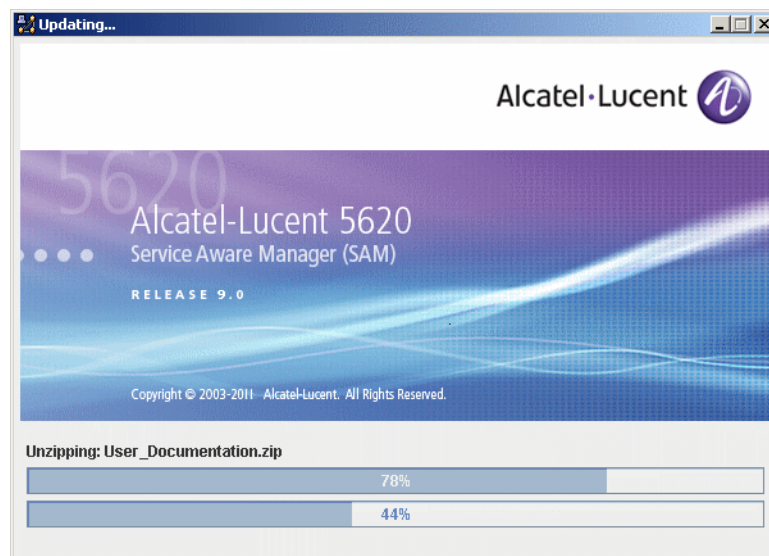 Updating...
Alcatel·Lucent
5620
Alcatel-Lucent 5620
Service Aware Manager (SAM)
RELEASE 9.0
Copyright © 2003-2011 Alcatel-Lucent. All Rights Reserved.
Unzipping: User_Documentation.zip
78%
44%